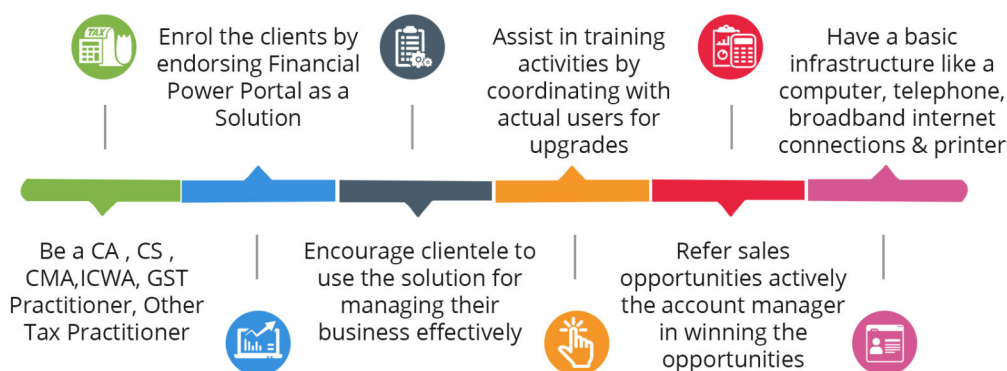 TAX
Enrol the clients by
endorsing Financial
Power Portal as a
Solution
Assist in training
activities by
coordinating with
actual users for
upgrades
Have a basic
infrastructure like a
computer, telephone,
broadband internet
connections & printer
Be a CA , CS ,
CMA,ICWA, GST
Practitioner, Other
Tax Practitioner
Encourage clientele to
use the solution for
managing their
business effectively
Refer sales
opportunities actively
the account manager
in winning the
opportunities